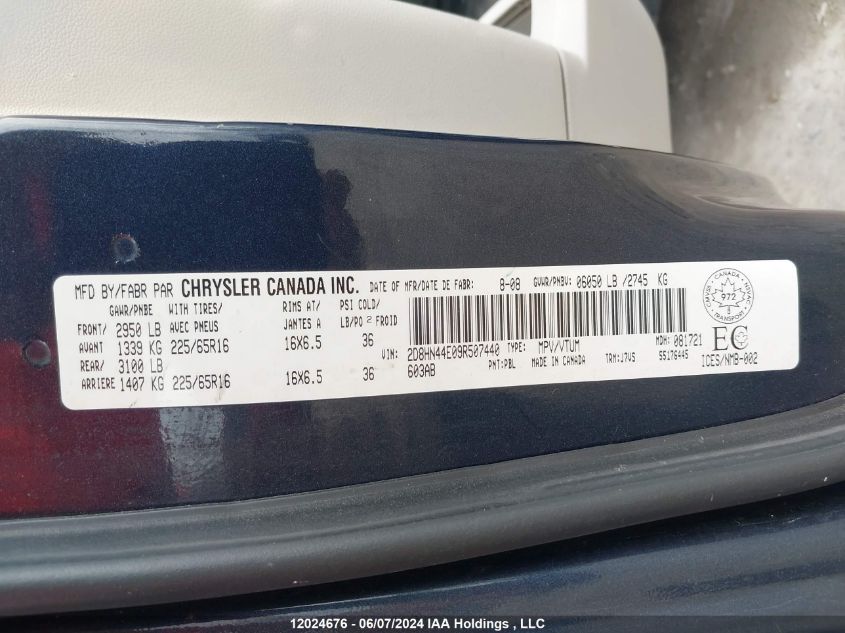 MFD BY/FABR PAR CHRYSLER CANADA INC. DATE OF MFR/DATE DE FABR: 8-08 GVWR/PNBV: 06050 LB /2745 KG
GAWR/PNBE WITH TIRES/ RIMS AT/ PSI COLD/
FRONT/ 2950 LB AVEC PNEUS JANTES A LB/PO 2 FROID
AVANT 1339 KG 225/65R16 16X6.5 36
REAR/ 3100 LB
ARRIERE 1407 KG 225/65R16 16X6.5 36
VIN: 2D8HN44E09R507440 TYPE: MPV/VTUM MDH: 081721
603AB PNT:PBL MADE IN CANADA TRM:J7VS 55176445
CANADA
972
TRANSPORT
EC
ICES/NMB-002
12024676 - 06/07/2024 IAA Holdings , LLC